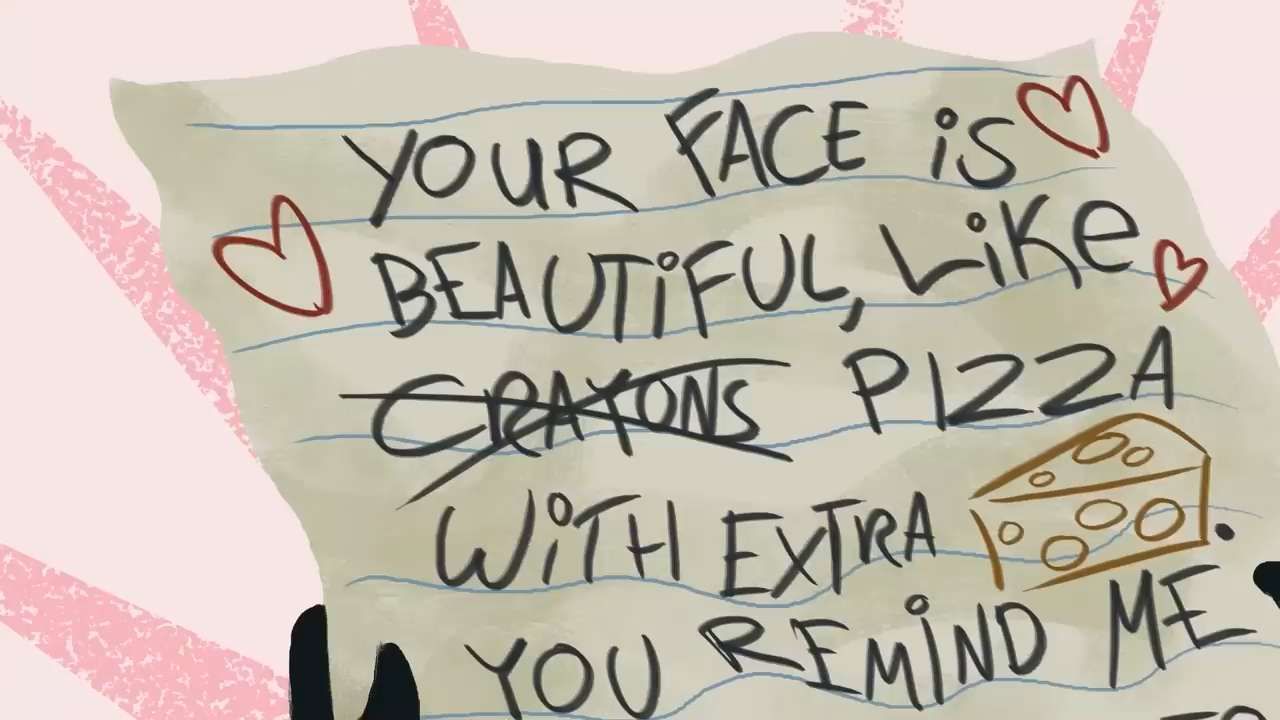 YOUR FACE iS
BEAUTiFUL, LiKe
CRAYONS PIZZA
WiTH EXTRA .
YOU REMiND ME